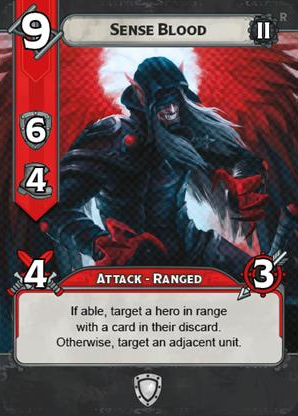 9
SENSE BLOOD
II
R
6
4
4
ATTACK - RANGED
3
If able, target a hero in range
with a card in their discard.
Otherwise, target an adjacent unit.